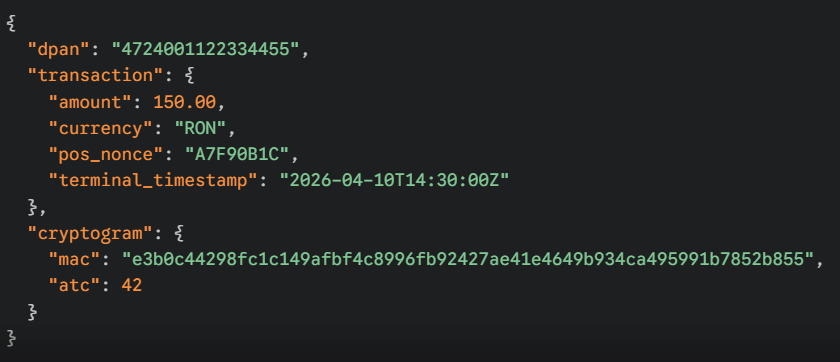 {
  "dpan": "4724001122334455",
  "transaction": {
    "amount": 150.00,
    "currency": "RON",
    "pos_nonce": "A7F90B1C",
    "terminal_timestamp": "2026-04-10T14:30:00Z"
  },
  "cryptogram": {
    "mac": "e3b0c44298fc1c149afbf4c8996fb92427ae41e4649b934ca495991b7852b855",
    "atc": 42
  }
}